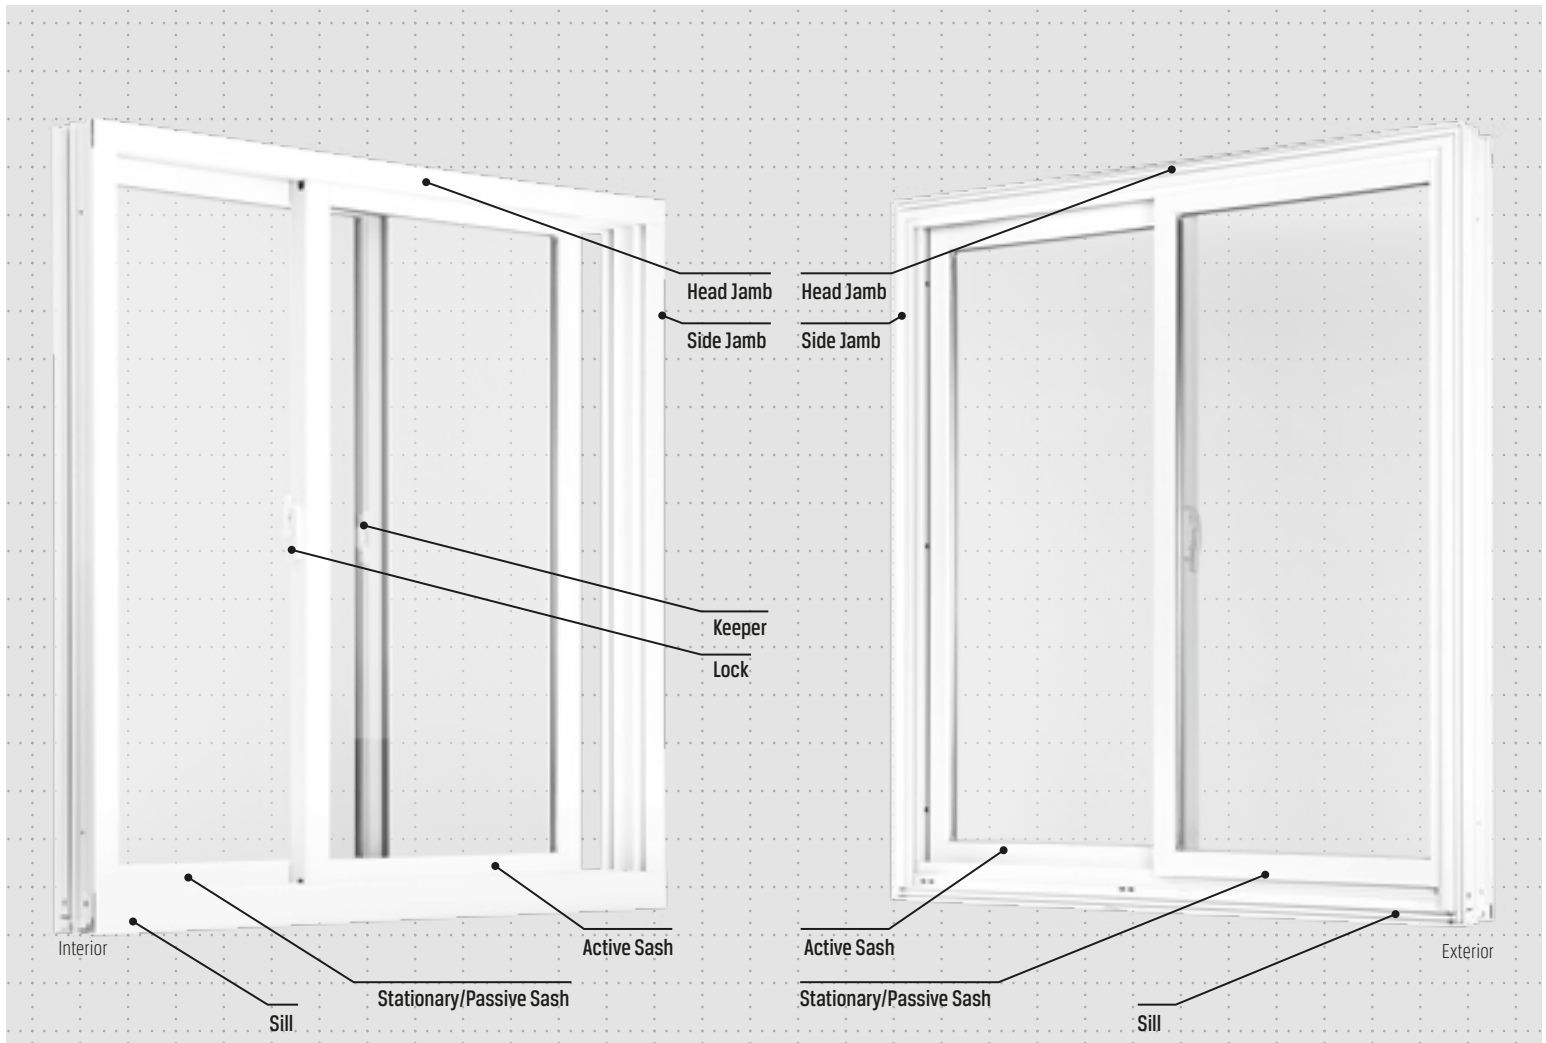 Head Jamb
Side Jamb
Keeper
Lock
Interior
Active Sash
Stationary/Passive Sash
Sill
Head Jamb
Side Jamb
Active Sash
Exterior
Stationary/Passive Sash
Sill